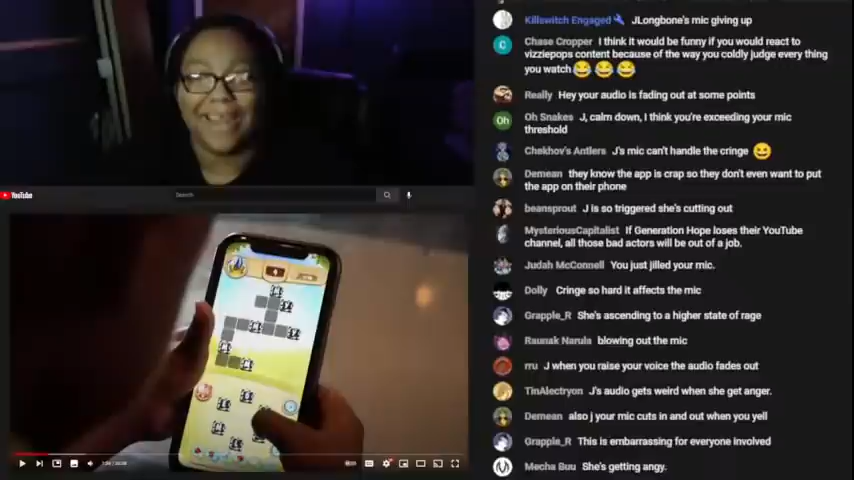 Killswitch Engaged JLongbone's mic giving up
Chase Cropper I think it would be funny if you would react to
vizziepops content because of the way you coldly judge every thing
you watch
Really Hey your audio is fading out at some points
Oh Snakes J, calm down, I think you're exceeding your mic
threshold
Chekhov's Antlers J's mic can't handle the cringe
Demean they know the app is crap so they don't even want to put
the app on their phone
beansprout J is so triggered she's cutting out
MysteriousCapitalist If Generation Hope loses their YouTube
channel, all those bad actors will be out of a job.
Judah McConnell You just jilled your mic.
Dolly Cringe so hard it affects the mic
Grapple_R She's ascending to a higher state of rage
Raunak Narula blowing out the mic
rru J when you raise your voice the audio fades out
TinAlectryon J's audio gets weird when she get anger.
Demean also j your mic cuts in and out when you yell
Grapple_R This is embarrassing for everyone involved
Mecha Buu She's getting angy.
YouTube
Search
C
Oh